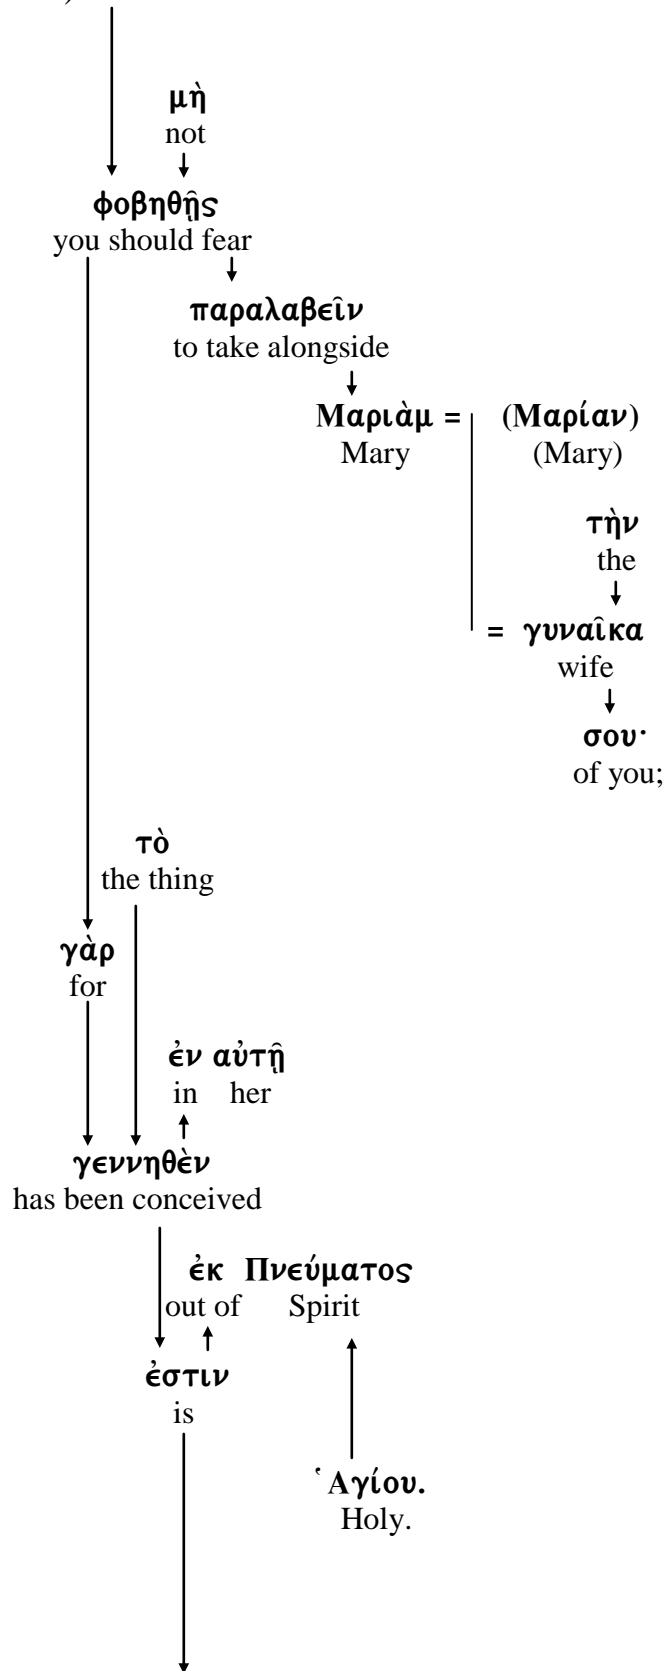 μὴ
not
φοβηθῇς
you should fear
παραλαβεῖν
to take alongside
Μαριὰμ = (Μαρίαν)
Mary (Mary)
τὴν
the
= γυναῖκα
wife
σου·
of you;
τὸ
the thing
γὰρ
for
ἐν αὐτῇ
in her
γεννηθὲν
has been conceived
ἐκ Πνεύματος
out of Spirit
ἐστιν
is
Ἁγίου.
Holy.